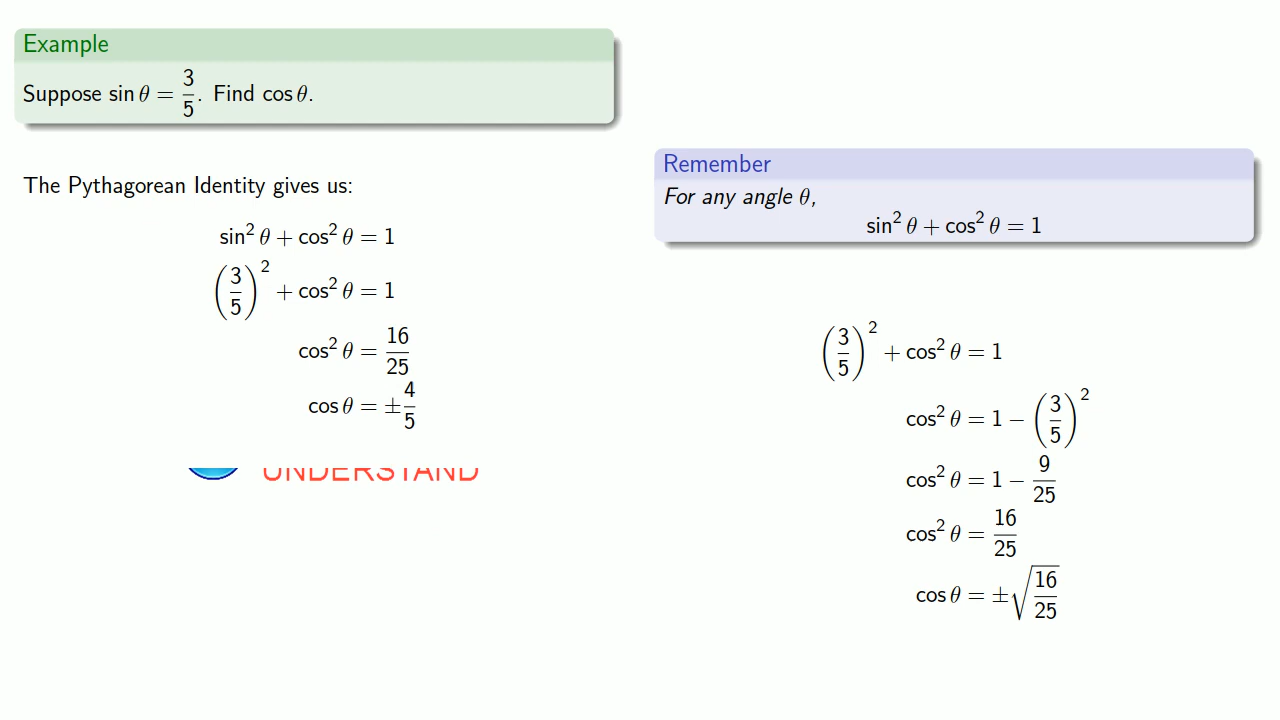 Example
Suppose sin θ = 3/5. Find cos θ.
The Pythagorean Identity gives us:
sin² θ + cos² θ = 1
(3/5)² + cos² θ = 1
cos² θ = 16/25
cos θ = ±4/5
UNDERSTAND
Remember
For any angle θ,
sin² θ + cos² θ = 1
(3/5)² + cos² θ = 1
cos² θ = 1 − (3/5)²
cos² θ = 1 − 9/25
cos² θ = 16/25
cos θ = ±√(16/25)